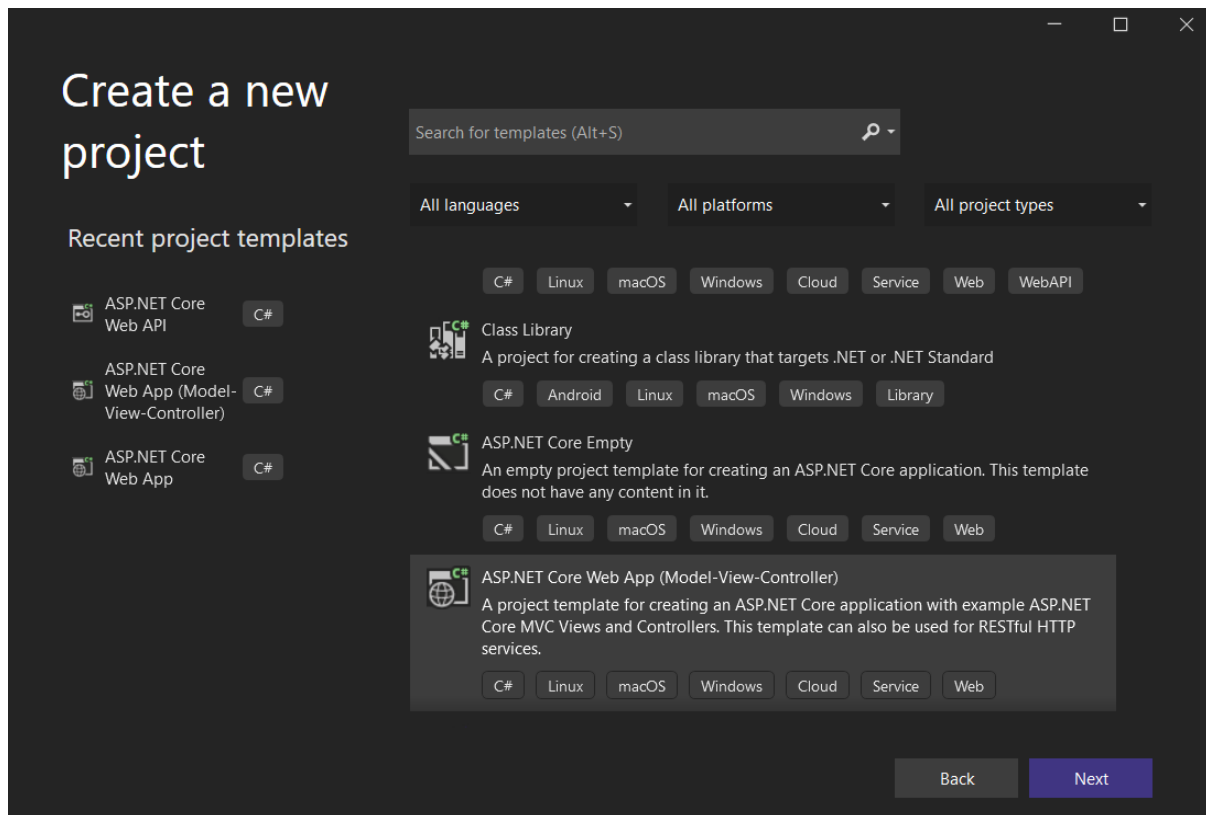 Create a new
project
Search for templates (Alt+S)
All languages
All platforms
All project types
Recent project templates
ASP.NET Core
Web API
C#
ASP.NET Core
Web App (Model-
View-Controller)
C#
ASP.NET Core
Web App
C#
C# Linux macOS Windows Cloud Service Web WebAPI
C#
Class Library
A project for creating a class library that targets .NET or .NET Standard
C# Android Linux macOS Windows Library
C#
ASP.NET Core Empty
An empty project template for creating an ASP.NET Core application. This template
does not have any content in it.
C# Linux macOS Windows Cloud Service Web
C#
ASP.NET Core Web App (Model-View-Controller)
A project template for creating an ASP.NET Core application with example ASP.NET
Core MVC Views and Controllers. This template can also be used for RESTful HTTP
services.
C# Linux macOS Windows Cloud Service Web
Back
Next